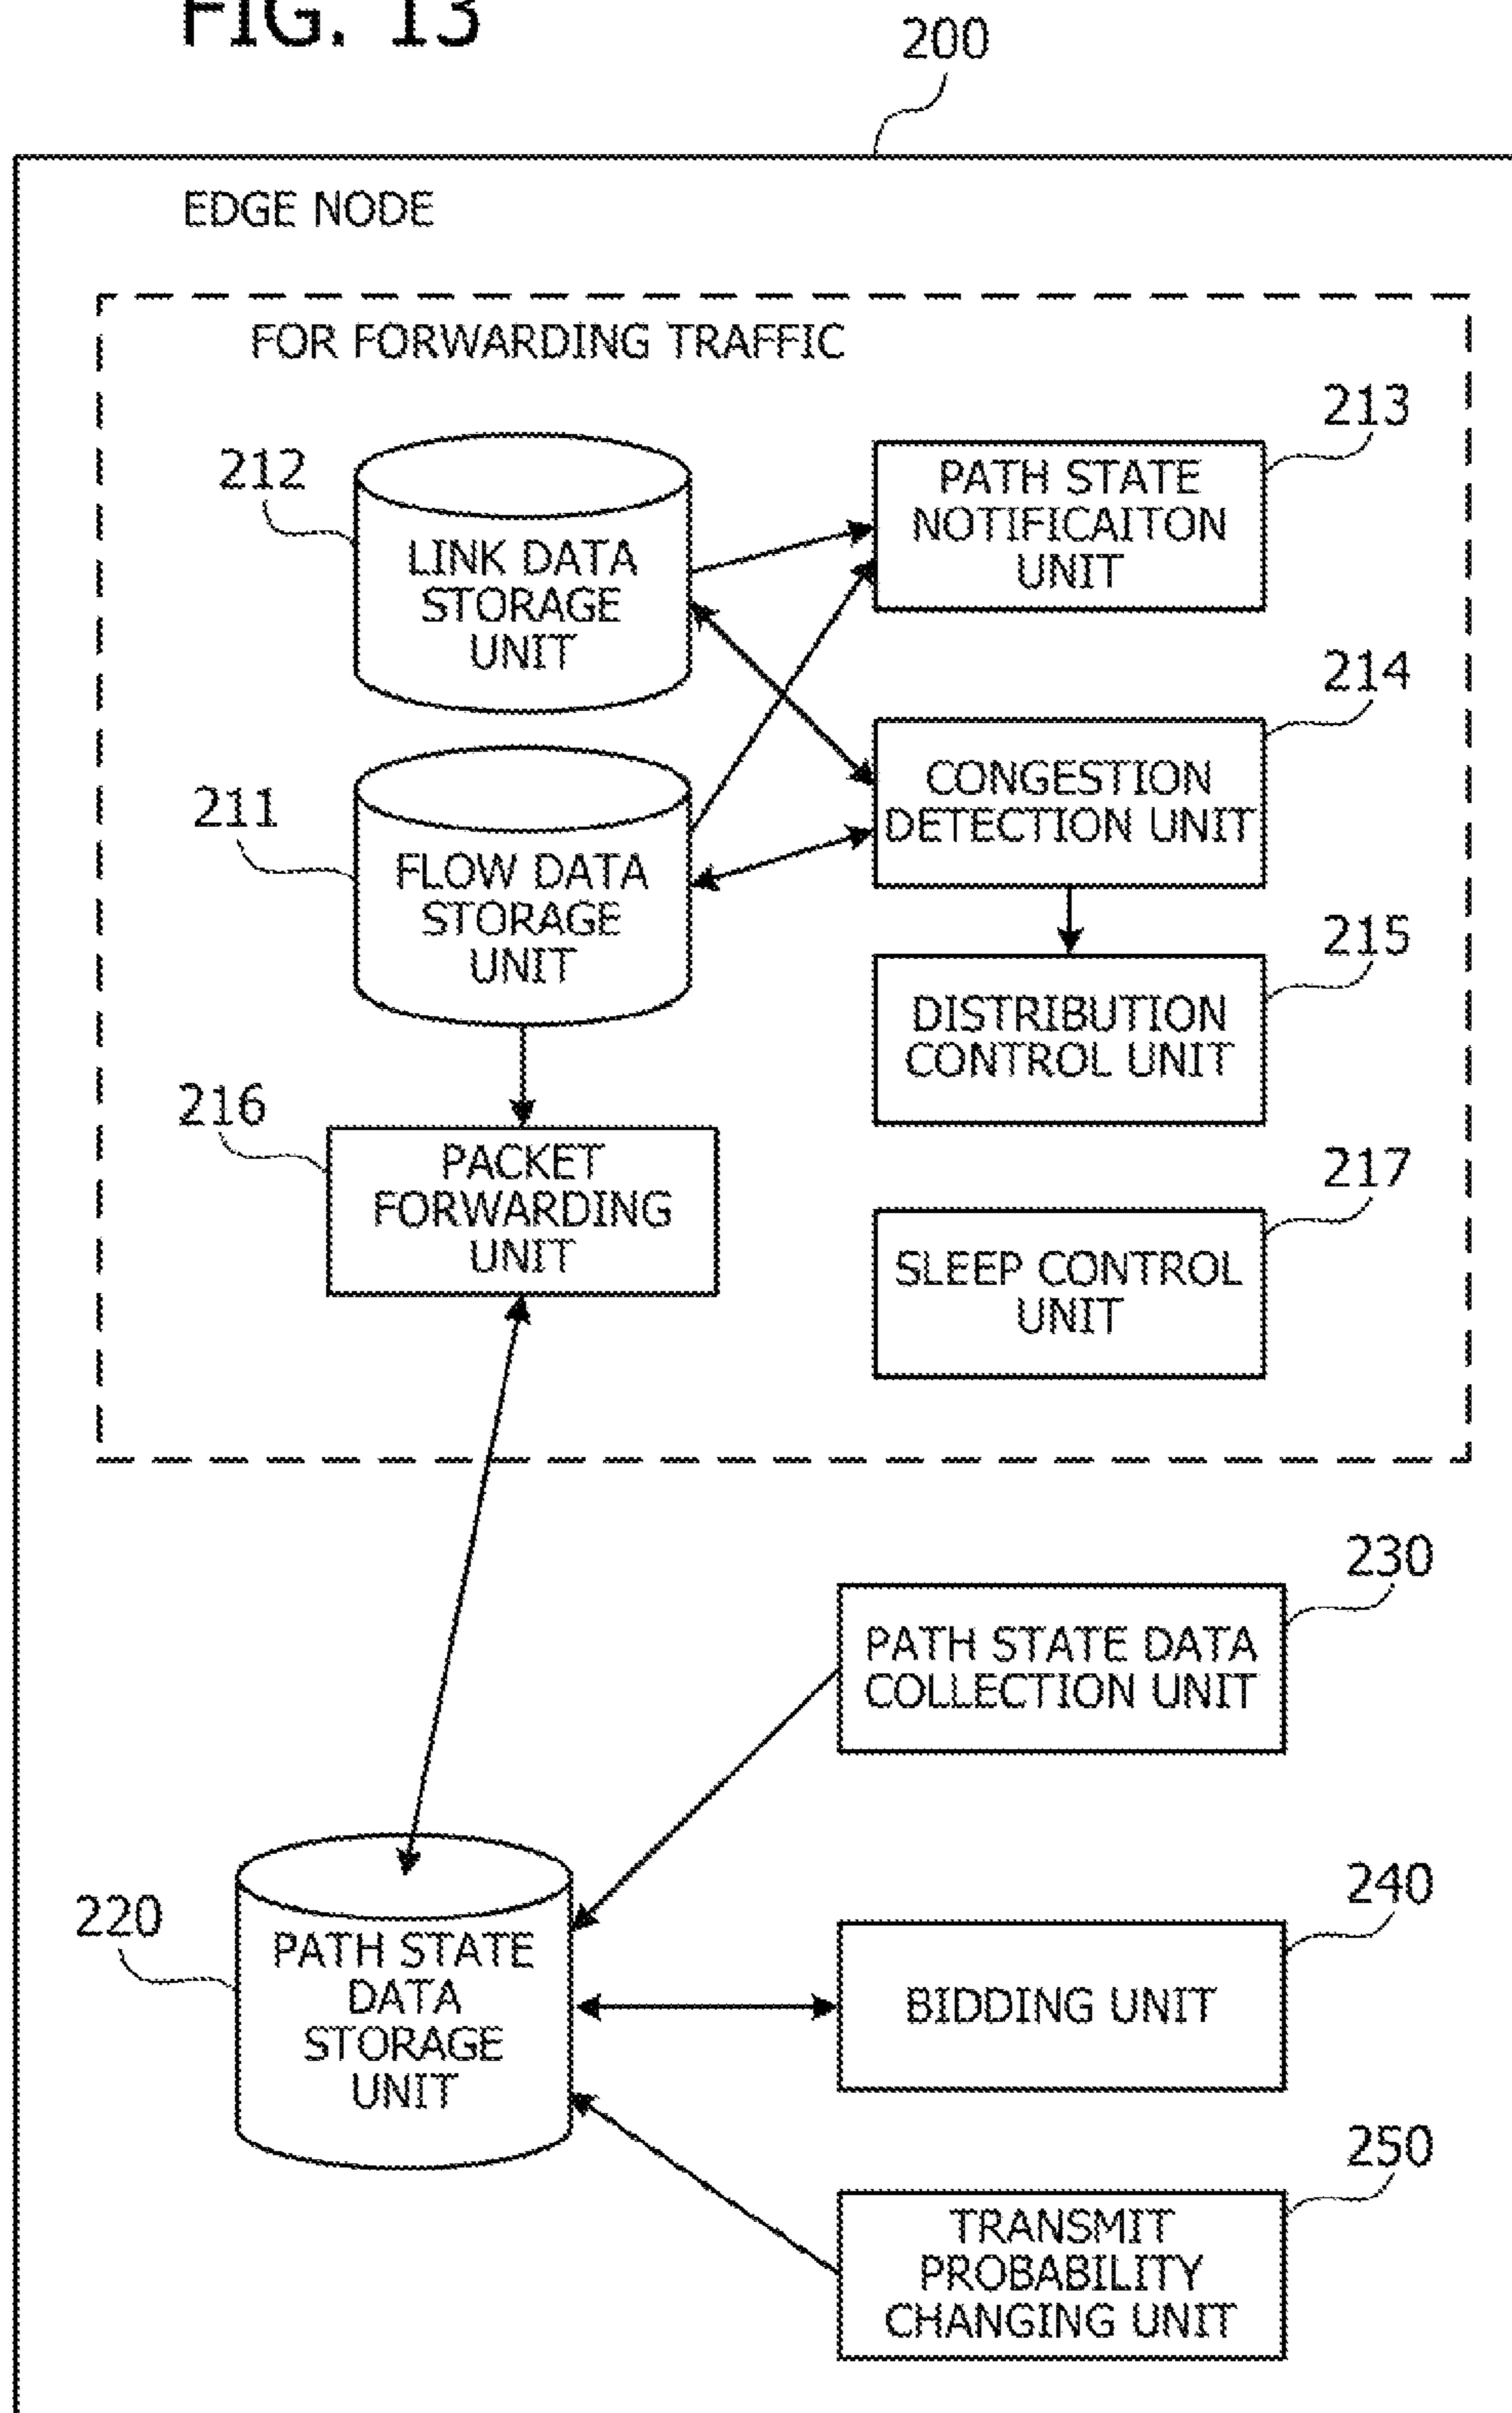 FIG. 13
200
EDGE NODE
FOR FORWARDING TRAFFIC
212
LINK DATA
STORAGE
UNIT
213
PATH STATE
NOTIFICAITON
UNIT
214
CONGESTION
DETECTION UNIT
211
FLOW DATA
STORAGE
UNIT
215
DISTRIBUTION
CONTROL UNIT
216
PACKET
FORWARDING
UNIT
217
SLEEP CONTROL
UNIT
230
PATH STATE DATA
COLLECTION UNIT
220
PATH STATE
DATA
STORAGE
UNIT
240
BIDDING UNIT
250
TRANSMIT
PROBABILITY
CHANGING UNIT